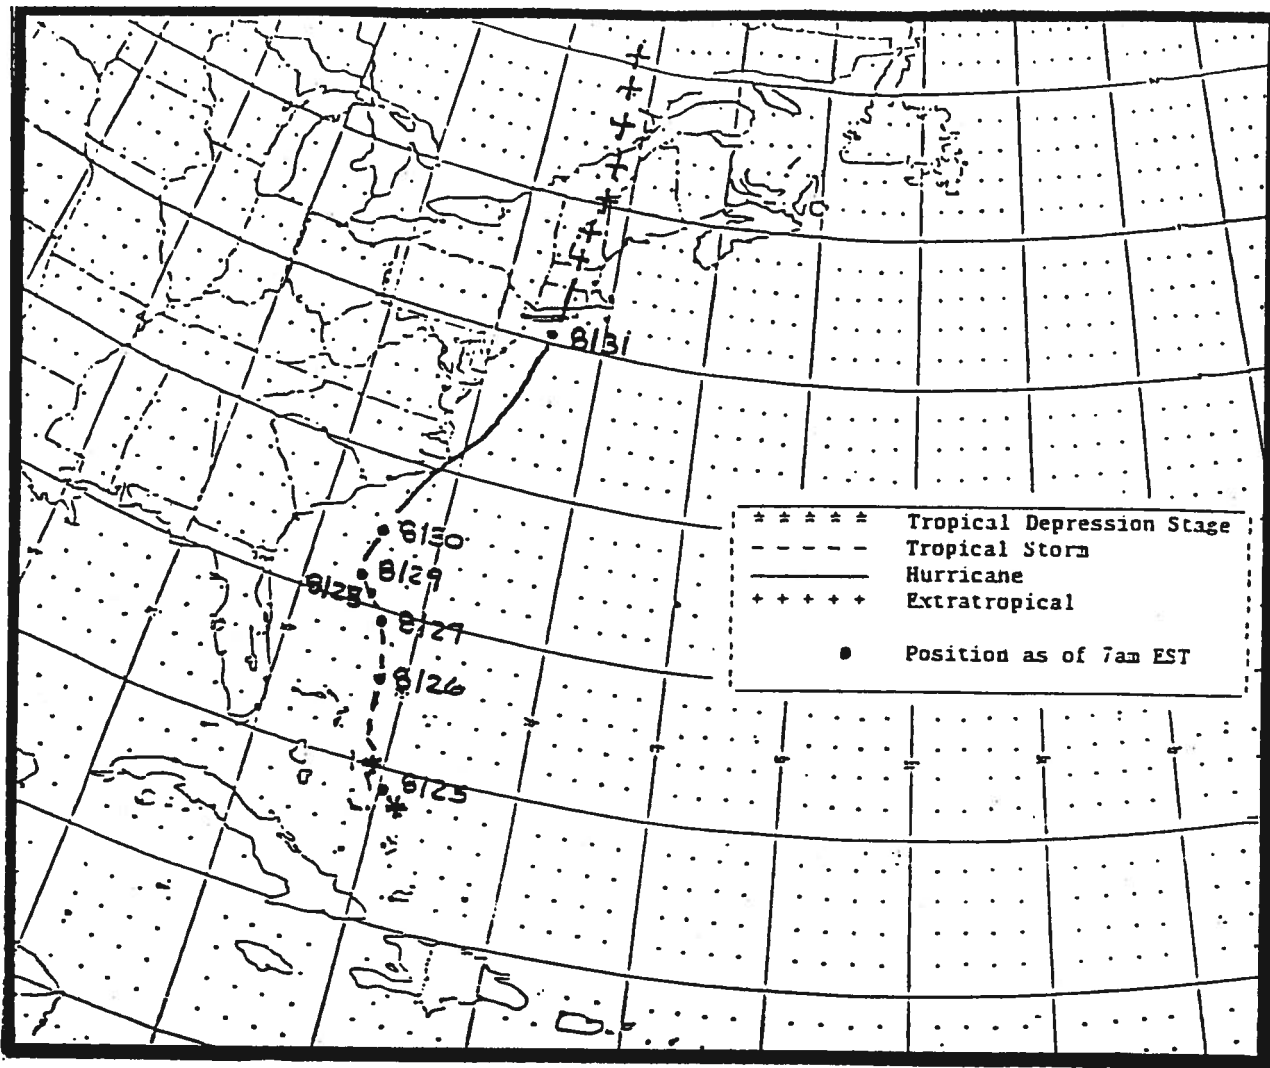 8/31
8/30
8/29
8/28
8/27
8/26
8/25
Tropical Depression Stage
Tropical Storm
Hurricane
Extratropical
Position as of 7am EST